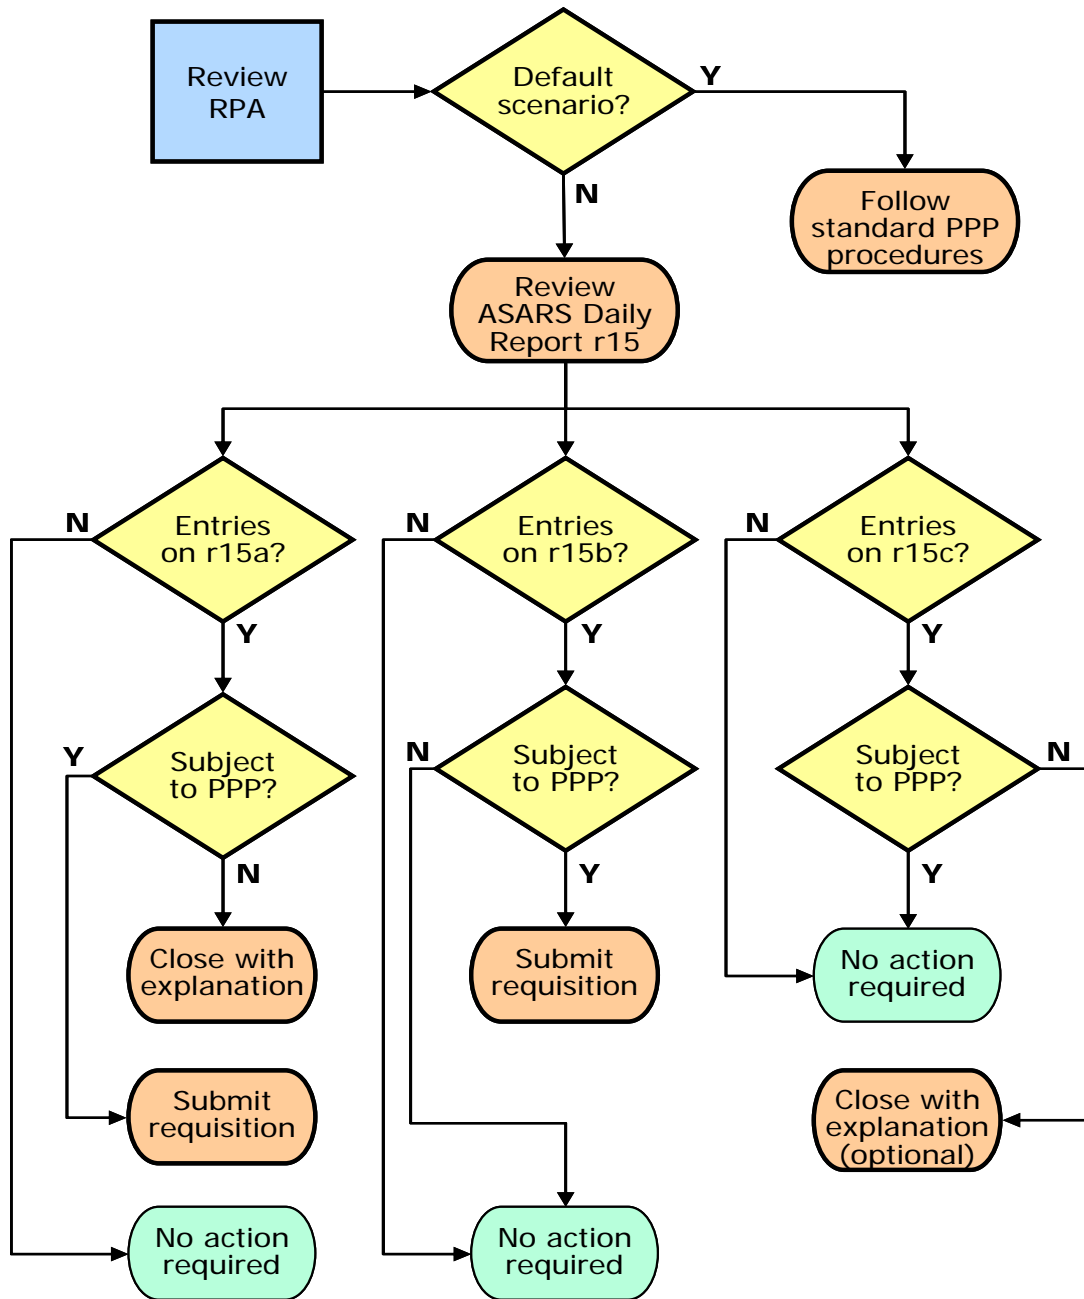 Review
RPA
Default
scenario?
Y
N
Follow
standard PPP
procedures
Review
ASARS Daily
Report r15
N
Entries
on r15a?
Y
N
Entries
on r15b?
Y
N
Entries
on r15c?
Y
Y
Subject
to PPP?
N
N
Subject
to PPP?
Y
Subject
to PPP?
N
Y
Close with
explanation
Submit
requisition
No action
required
Submit
requisition
Close with
explanation
(optional)
No action
required
No action
required